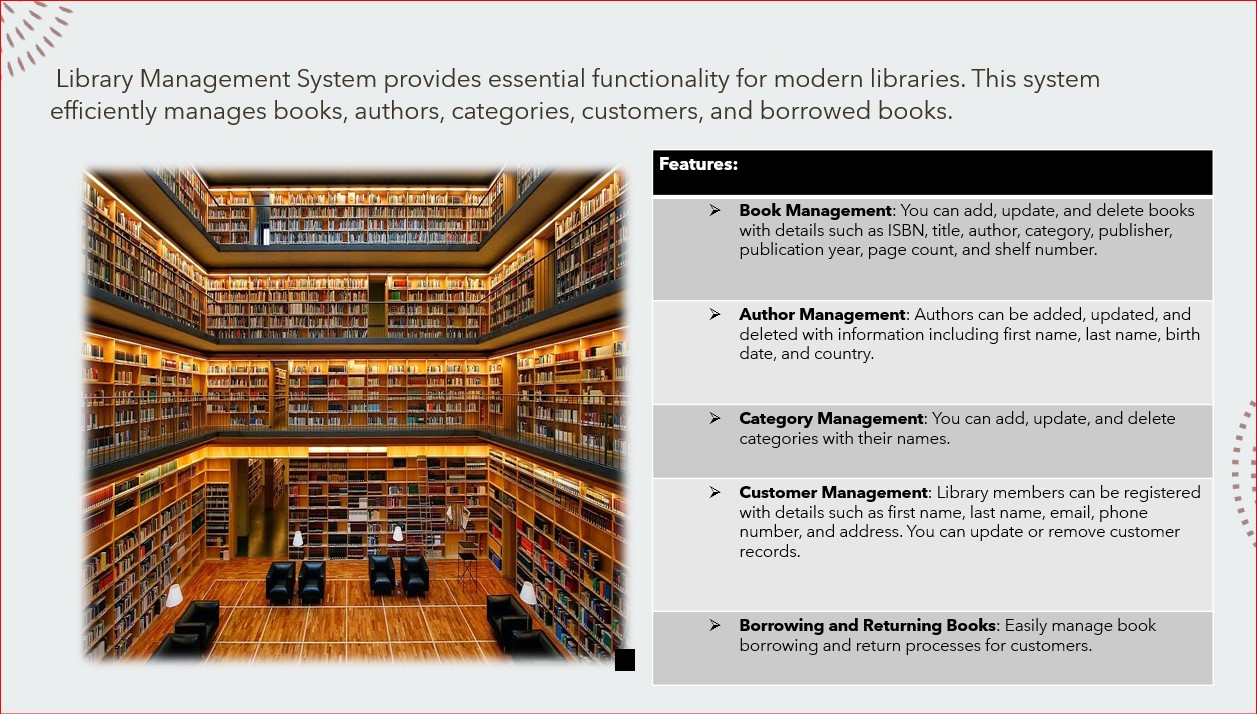 Library Management System provides essential functionality for modern libraries. This system
efficiently manages books, authors, categories, customers, and borrowed books.
Features:
➢ Book Management: You can add, update, and delete books
with details such as ISBN, title, author, category, publisher,
publication year, page count, and shelf number.
➢ Author Management: Authors can be added, updated, and
deleted with information including first name, last name, birth
date, and country.
➢ Category Management: You can add, update, and delete
categories with their names.
➢ Customer Management: Library members can be registered
with details such as first name, last name, email, phone
number, and address. You can update or remove customer
records.
➢ Borrowing and Returning Books: Easily manage book
borrowing and return processes for customers.